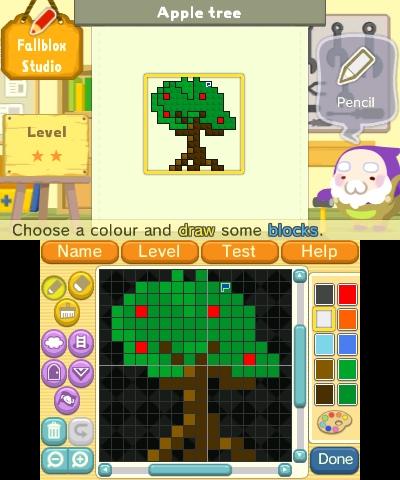 Apple tree
Fallblox
Studio
Pencil
Level
Choose a colour and draw some blocks.
Name
Level
Test
Help
Done